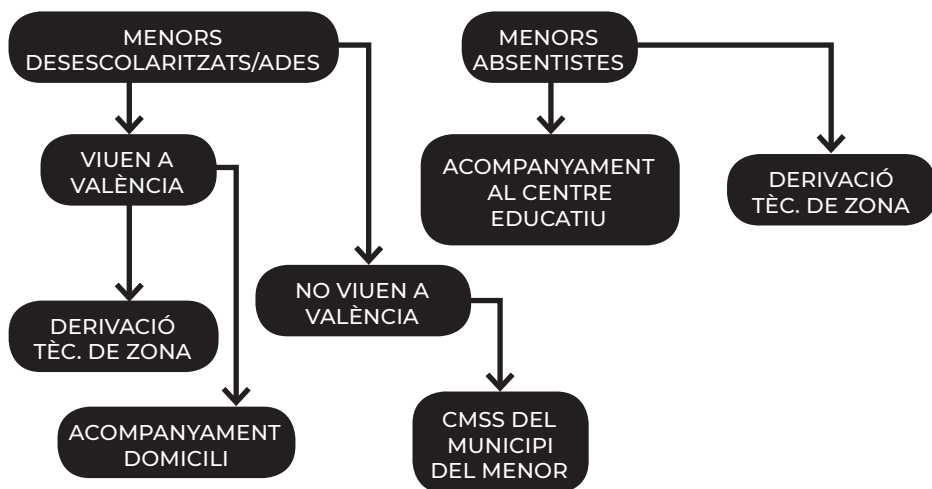 MENORS
DESESCOLARITZATS/ADES
MENORS
ABSENTISTES
VIUEN A
VALÈNCIA
ACOMPANYAMENT
AL CENTRE
EDUCATIU
DERIVACIÓ
TÈC. DE ZONA
NO VIUEN A
VALÈNCIA
DERIVACIÓ
TÈC. DE ZONA
ACOMPANYAMENT
DOMICILI
CMSS DEL
MUNICIPI
DEL MENOR